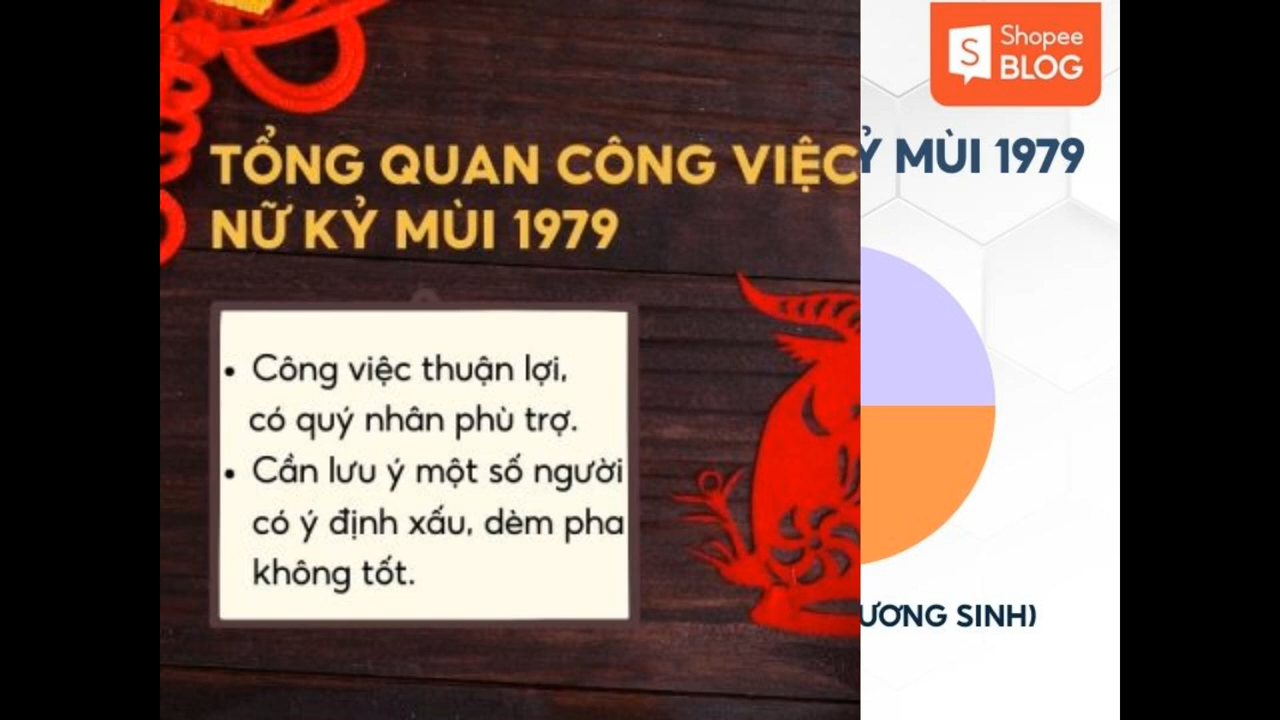 TỔNG QUAN CÔNG VIỆC
NỮ KỶ MÙI 1979
• Công việc thuận lợi,
có quý nhân phù trợ.
• Cần lưu ý một số người
có ý định xấu, dèm pha
không tốt.
Shopee
BLOG
Ỷ MÙI 1979
ƯƠNG SINH)